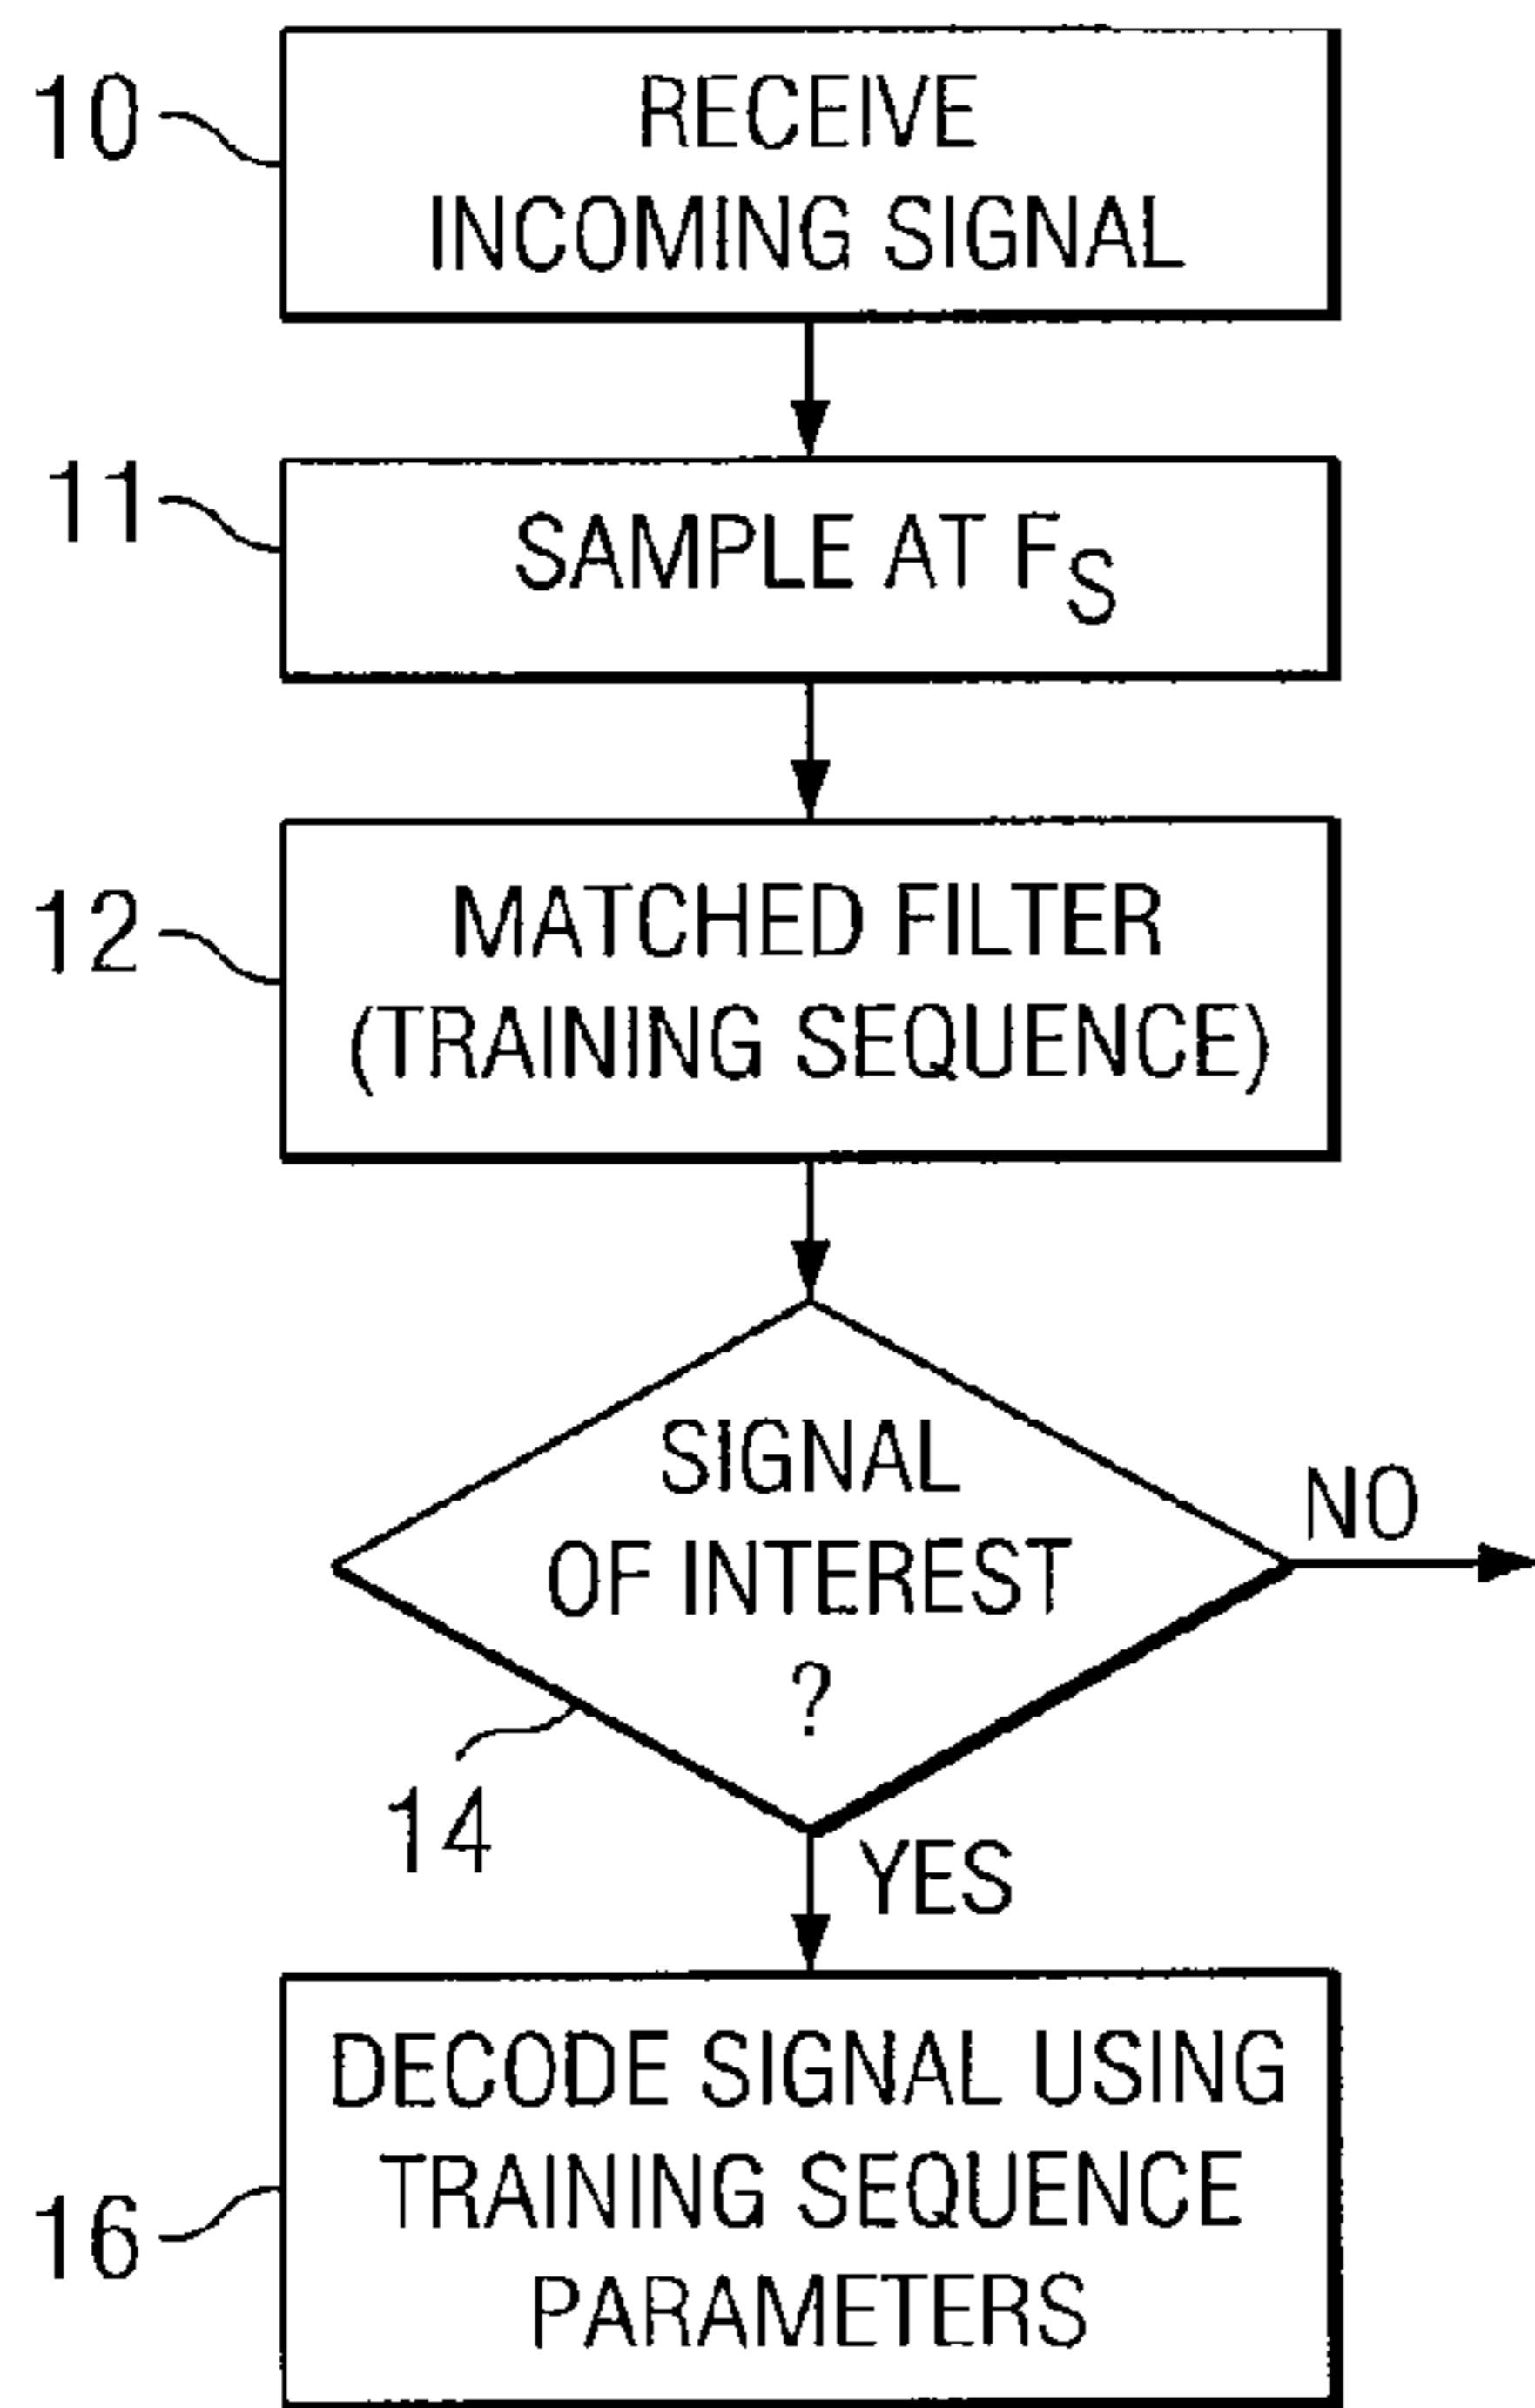 10
RECEIVE
INCOMING SIGNAL
11
SAMPLE AT FS
12
MATCHED FILTER
(TRAINING SEQUENCE)
SIGNAL
OF INTEREST
?
NO
14
YES
DECODE SIGNAL USING
TRAINING SEQUENCE
PARAMETERS
16